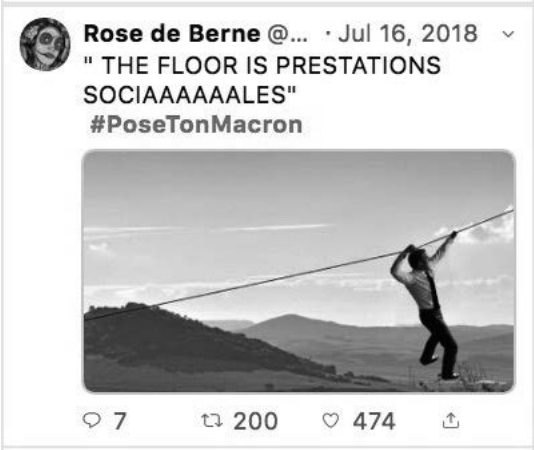 Rose de Berne @... · Jul 16, 2018
" THE FLOOR IS PRESTATIONS
SOCIAAAAAALES"
#PoseTonMacron
7 200 474